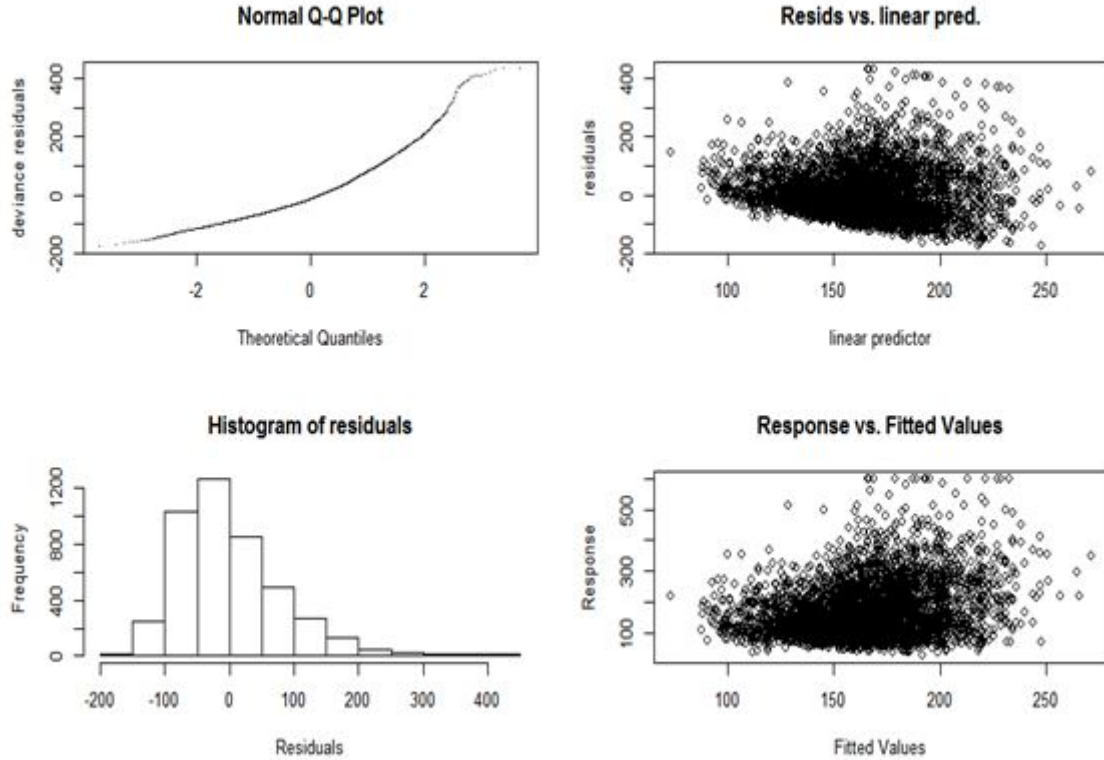 Normal Q-Q Plot
deviance residuals
-200 0 200 400
-2 0 2
Theoretical Quantiles
Resids vs. linear pred.
residuals
-200 0 200 400
100 150 200 250
linear predictor
Histogram of residuals
Frequency
0 400 800 1200
-200 -100 0 100 200 300 400
Residuals
Response vs. Fitted Values
Response
100 300 500
100 150 200 250
Fitted Values